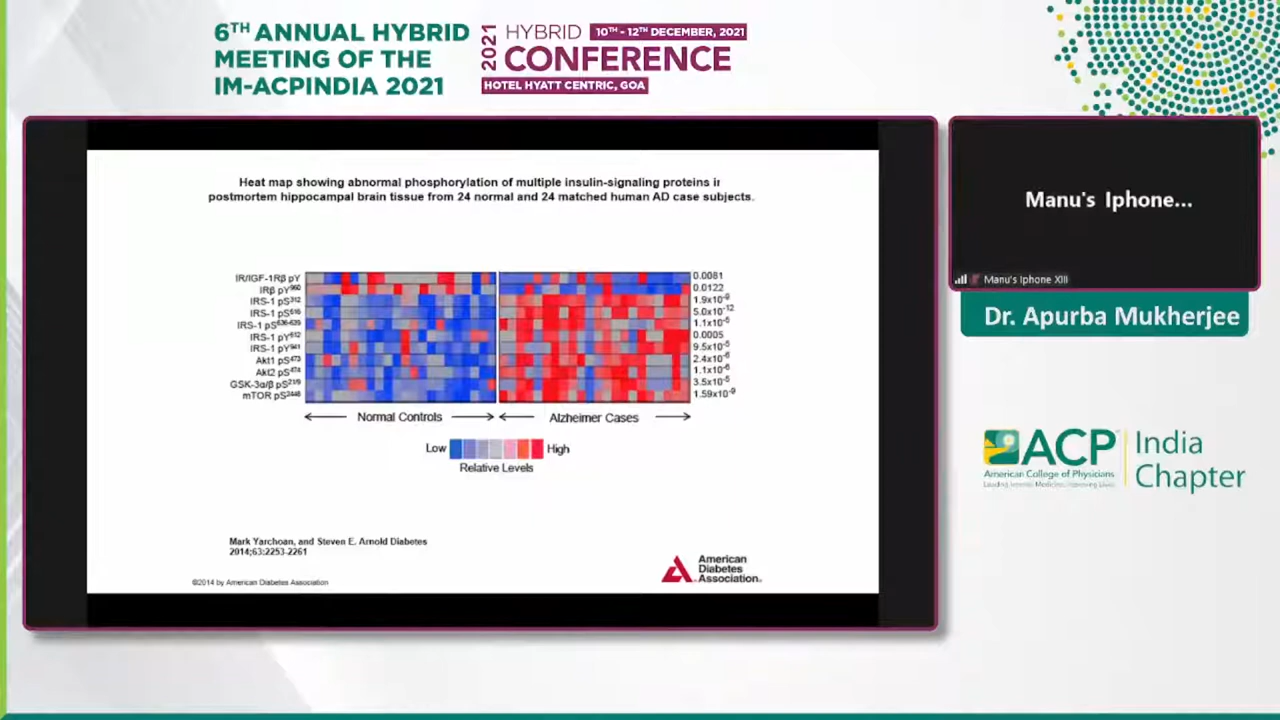 6TH ANNUAL HYBRID
MEETING OF THE
IM-ACPINDIA 2021
2021
HYBRID 10TH - 12TH DECEMBER, 2021
CONFERENCE
HOTEL HYATT CENTRIC, GOA
Heat map showing abnormal phosphorylation of multiple insulin-signaling proteins in
postmortem hippocampal brain tissue from 24 normal and 24 matched human AD case subjects.
IR/IGF-1Rβ pY 0.0081
IRβ pY960 0.0122
IRS-1 pS312 1.9x10-9
IRS-1 pS616 5.0x10-12
IRS-1 pS636-639 1.1x10-5
IRS-1 pY612 0.0005
IRS-1 pY941 9.5x10-5
Akt1 pS473 2.4x10-6
Akt2 pS474 1.1x10-6
GSK-3α/β pS21/9 3.5x10-5
mTOR pS2448 1.59x10-9
Normal Controls
Alzheimer Cases
Low High
Relative Levels
Mark Yarchoan, and Steven E. Arnold Diabetes
2014;63:2253-2261
©2014 by American Diabetes Association
American
Diabetes
Association.
Manu's Iphone...
Manu's Iphone XIII
Dr. Apurba Mukherjee
ACP
American College of Physicians
Leading Internal Medicine, Improving Lives
India
Chapter